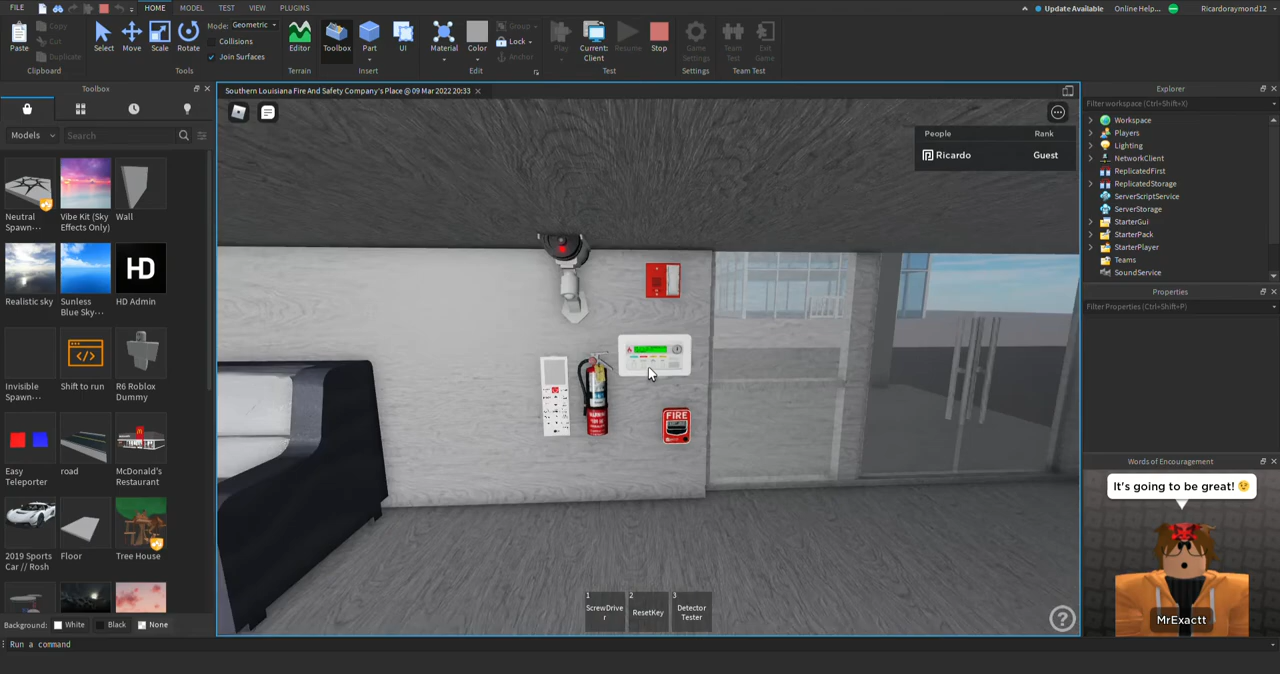 FILE HOME MODEL TEST VIEW PLUGINS Update Available Online Help... Ricardoraymond12
Paste Copy Cut Duplicate Select Move Scale Rotate Mode: Geometric Collisions Join Surfaces Editor Toolbox Part UI Material Color Group Lock Anchor Play Current: Client Resume Stop Game Settings Team Test Exit Game
Clipboard Tools Terrain Insert Edit Test Settings Team Test
Toolbox
Southern Louisiana Fire And Safety Company's Place @ 09 Mar 2022 20:33
Explorer
Filter workspace (Ctrl+Shift+X)
Models Search
Neutral Spawn...
Vibe Kit (Sky Effects Only)
Wall
Realistic sky
Sunless Blue Sky...
HD
HD Admin
Invisible Spawn...
Shift to run
R6 Roblox Dummy
Easy Teleporter
road
McDonald's Restaurant
2019 Sports Car // Rosh
Floor
Tree House
Background: White Black None
People Rank
Ricardo Guest
FIRE
1 ScrewDriver
2 ResetKey
3 Detector Tester
Workspace
Players
Lighting
NetworkClient
ReplicatedFirst
ReplicatedStorage
ServerScriptService
ServerStorage
StarterGui
StarterPack
StarterPlayer
Teams
SoundService
Properties
Filter Properties (Ctrl+Shift+P)
Words of Encouragement
It's going to be great! 😉
MrExactt
Run a command